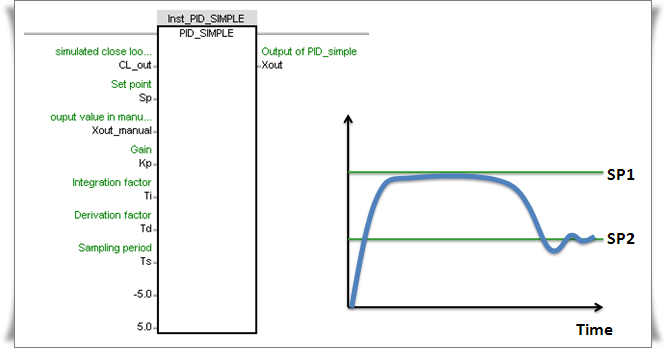 Inst_PID_SIMPLE
PID_SIMPLE
simulated close loo...
Output of PID_simple
CL_out
Xout
Set point
Sp
ouput value in manu...
Xout_manual
Gain
Kp
Integration factor
Ti
Derivation factor
Td
Sampling period
Ts
-5.0
5.0
SP1
SP2
Time